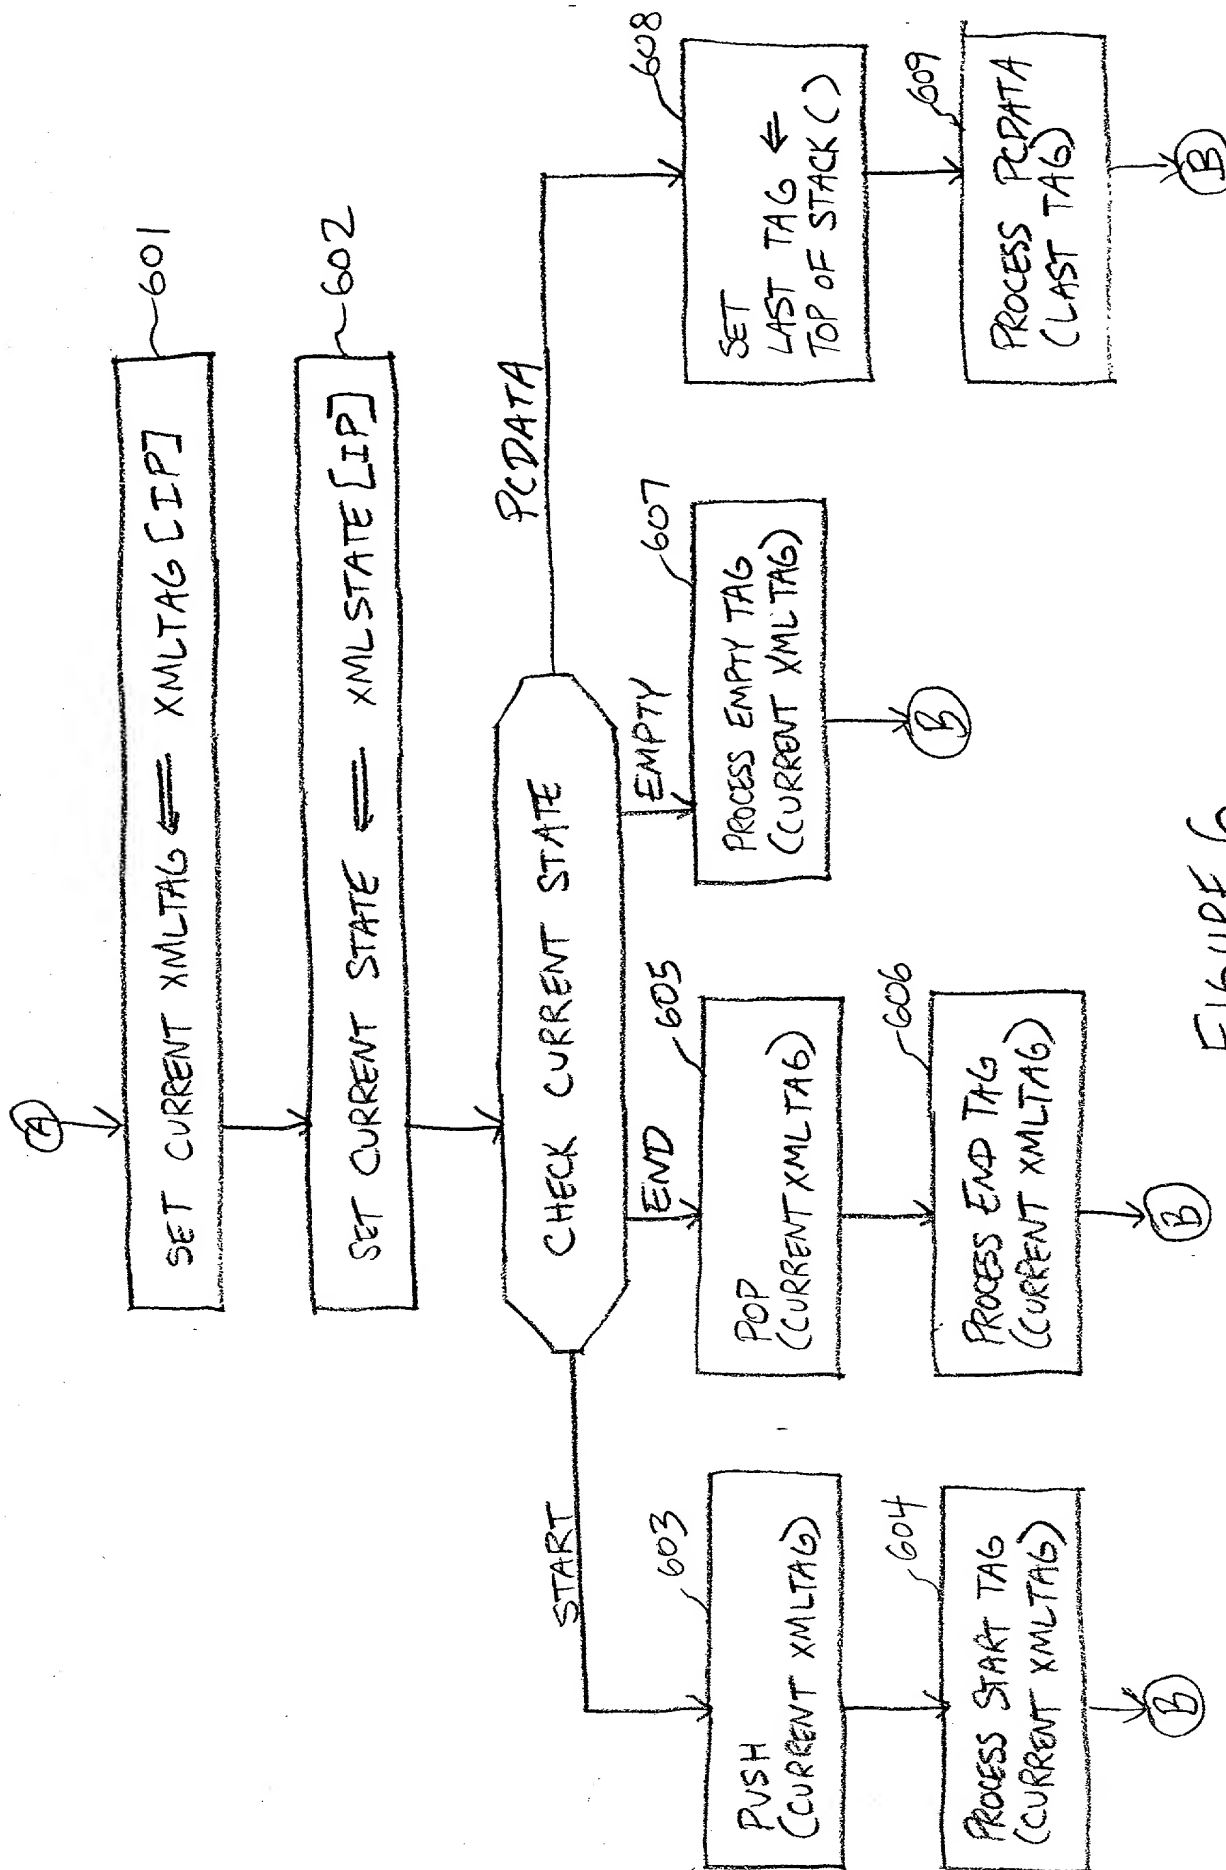 A
SET CURRENT XMLTAG ⇐ XMLTAG [IP]
601
SET CURRENT STATE ⇐ XMLSTATE [IP]
602
CHECK CURRENT STATE
START
END
EMPTY
PCDATA
603
PUSH
(CURRENT XMLTAG)
604
PROCESS START TAG
(CURRENT XMLTAG)
B
605
POP
(CURRENT XMLTAG)
606
PROCESS END TAG
(CURRENT XMLTAG)
B
607
PROCESS EMPTY TAG
(CURRENT XMLTAG)
B
608
SET
LAST TAG ⇐
TOP OF STACK ( )
609
PROCESS PCDATA
(LAST TAG)
B
FIGURE 6